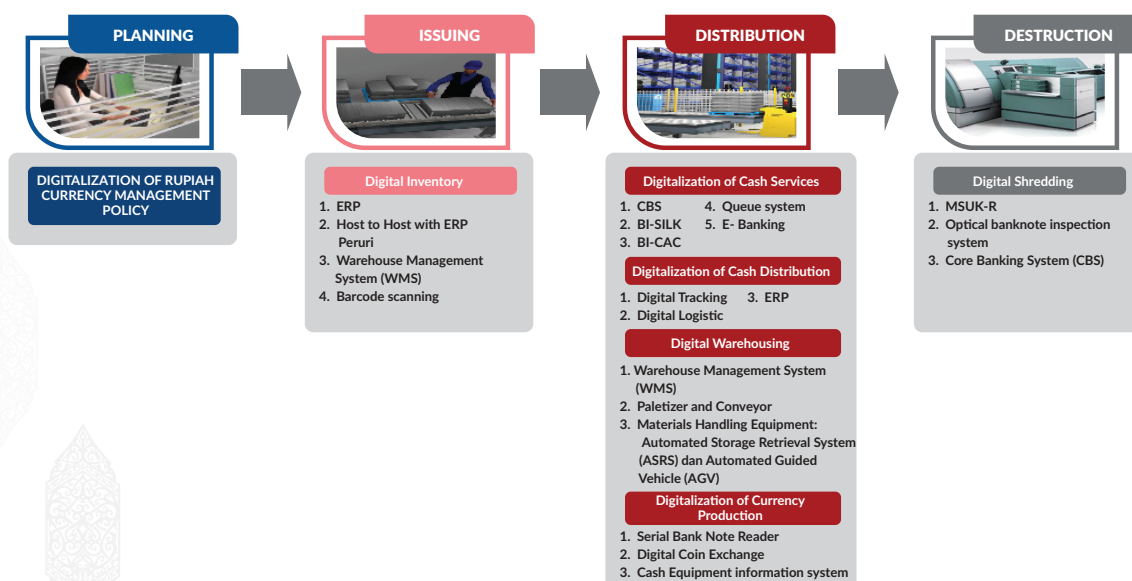 PLANNING
DIGITALIZATION OF RUPIAH
CURRENCY MANAGEMENT
POLICY
ISSUING
Digital Inventory
1. ERP
2. Host to Host with ERP
Peruri
3. Warehouse Management
System (WMS)
4. Barcode scanning
DISTRIBUTION
Digitalization of Cash Services
1. CBS
2. BI-SILK
3. BI-CAC
4. Queue system
5. E- Banking
Digitalization of Cash Distribution
1. Digital Tracking
2. Digital Logistic
3. ERP
Digital Warehousing
1. Warehouse Management System
(WMS)
2. Paletizer and Conveyor
3. Materials Handling Equipment:
Automated Storage Retrieval System
(ASRS) dan Automated Guided
Vehicle (AGV)
Digitalization of Currency
Production
1. Serial Bank Note Reader
2. Digital Coin Exchange
3. Cash Equipment information system
DESTRUCTION
Digital Shredding
1. MSUK-R
2. Optical banknote inspection
system
3. Core Banking System (CBS)